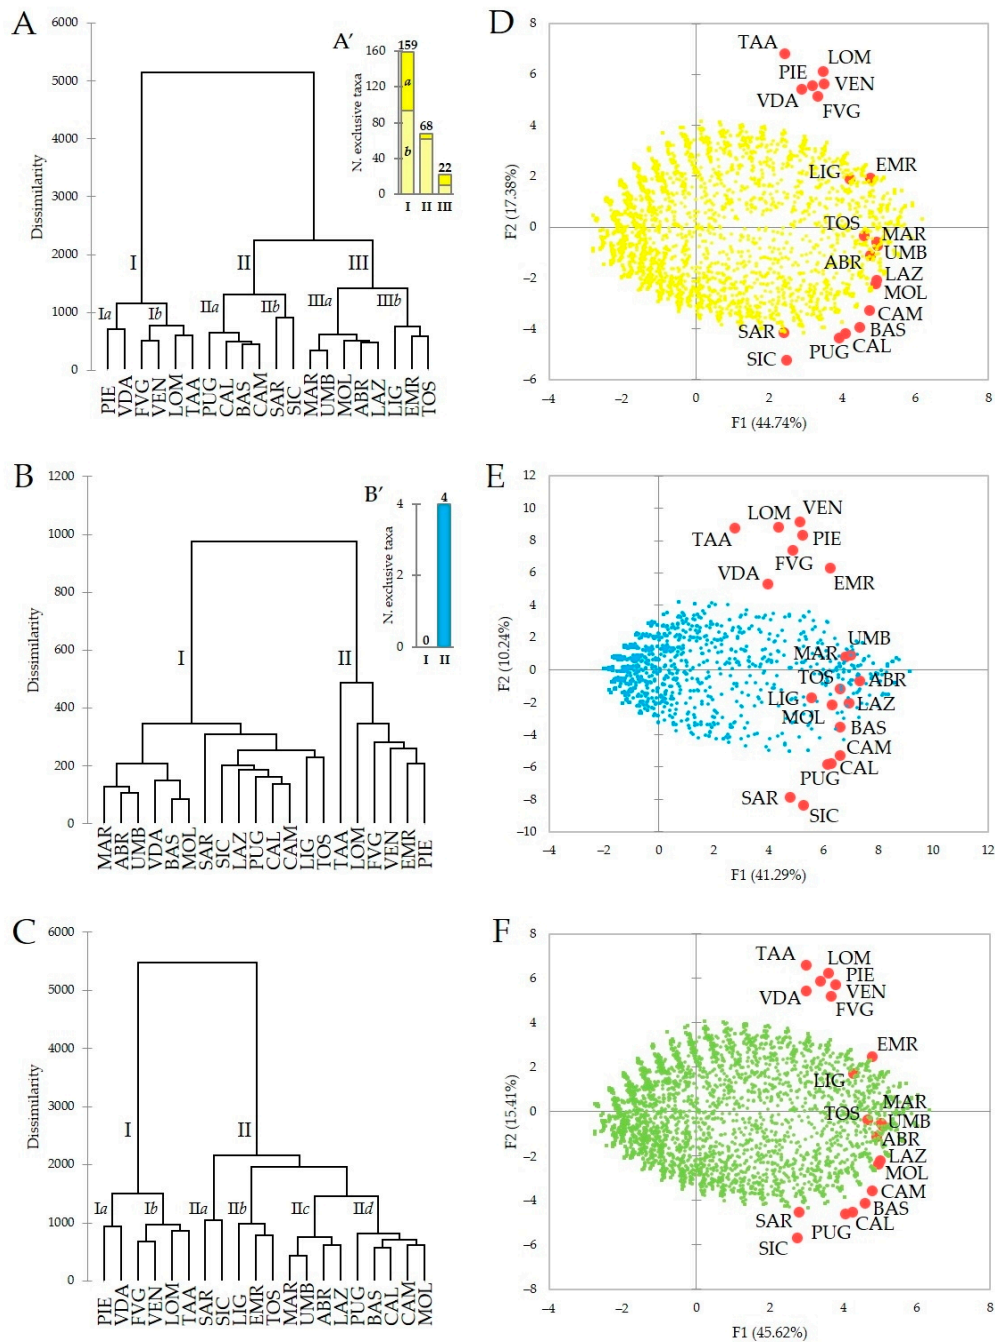 A
6000
5000
4000
3000
2000
1000
0
Dissimilarity
I
II
III
Ia
Ib
IIa
IIb
IIIa
IIIb
PIE
VDA
FVG
VEN
LOM
TAA
PUG
CAL
BAS
CAM
SAR
SIC
MAR
UMB
MOL
ABR
LAZ
LIG
EMR
TOS
A′
N. exclusive taxa
160
120
80
40
0
159
68
22
a
b
I II III
D
8
6
4
2
0
−2
−4
−6
F2 (17.38%)
TAA
LOM
PIE
VEN
VDA
FVG
LIG
EMR
TOS
MAR
UMB
ABR
LAZ
MOL
CAM
SAR
BAS
CAL
PUG
SIC
−4 −2 0 2 4 6 8
F1 (44.74%)
B
1200
1000
800
600
400
200
0
Dissimilarity
I
II
MAR
ABR
UMB
VDA
BAS
MOL
SAR
SIC
LAZ
PUG
CAL
CAM
LIG
TOS
TAA
LOM
FVG
VEN
EMR
PIE
B′
N. exclusive taxa
4
2
0
0
4
I II
E
12
10
8
6
4
2
0
−2
−4
−6
−8
−10
F2 (10.24%)
VEN
LOM
PIE
TAA
FVG
VDA
EMR
UMB
MAR
TOS
ABR
LIG
LAZ
MOL
BAS
CAM
CAL
PUG
SAR
SIC
−4 −2 0 2 4 6 8 10 12
F1 (41.29%)
C
6000
5000
4000
3000
2000
1000
0
Dissimilarity
I
II
Ia
Ib
IIa
IIb
IIc
IId
PIE
VDA
FVG
VEN
LOM
TAA
SAR
SIC
LIG
EMR
TOS
MAR
UMB
ABR
LAZ
PUG
BAS
CAL
CAM
MOL
F
8
6
4
2
0
−2
−4
−6
−8
F2 (15.41%)
TAA
LOM
PIE
VEN
VDA
FVG
EMR
LIG
MAR
TOS
UMB
ABR
LAZ
MOL
CAM
BAS
SAR
CAL
PUG
SIC
−4 −2 0 2 4 6 8
F1 (45.62%)